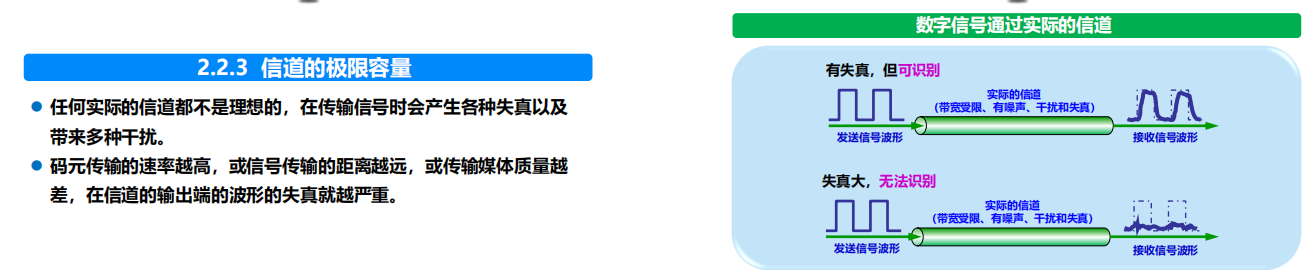 2.2.3 信道的极限容量
● 任何实际的信道都不是理想的，在传输信号时会产生各种失真以及
带来多种干扰。
● 码元传输的速率越高，或信号传输的距离越远，或传输媒体质量越
差，在信道的输出端的波形的失真就越严重。
数字信号通过实际的信道
有失真，但可识别
实际的信道
（带宽受限、有噪声、干扰和失真）
发送信号波形
接收信号波形
失真大，无法识别
实际的信道
（带宽受限、有噪声、干扰和失真）
发送信号波形
接收信号波形